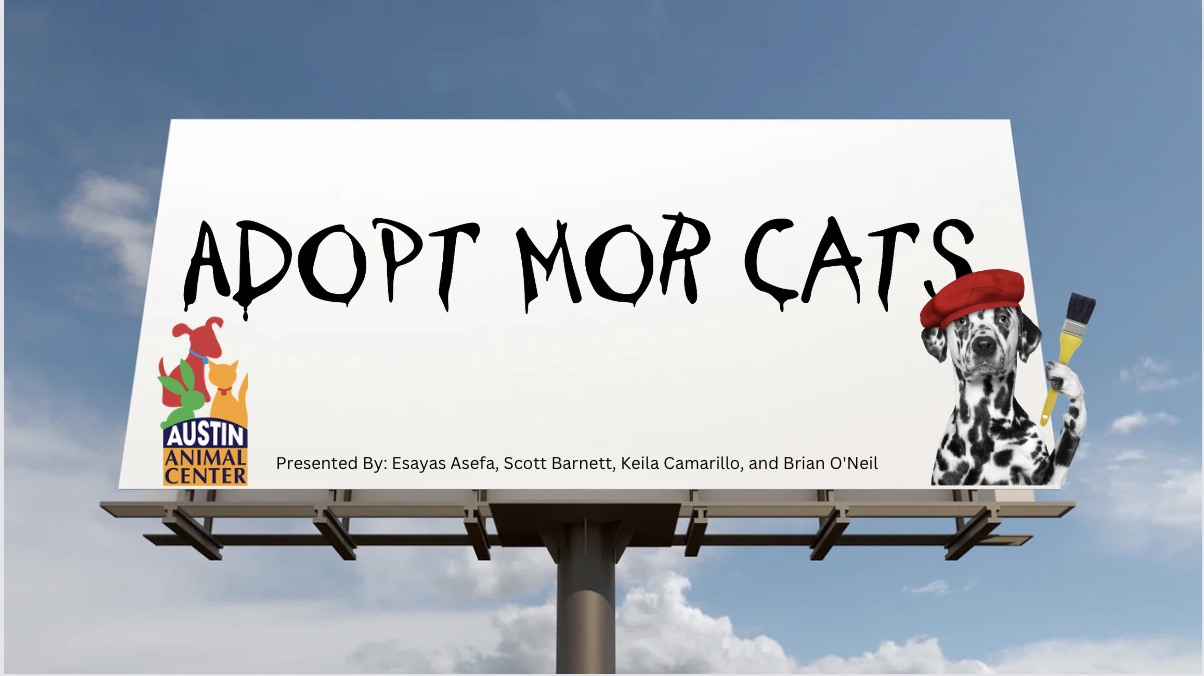 ADOPT MOR CATS
AUSTIN
ANIMAL
CENTER
Presented By: Esayas Asefa, Scott Barnett, Keila Camarillo, and Brian O'Neil